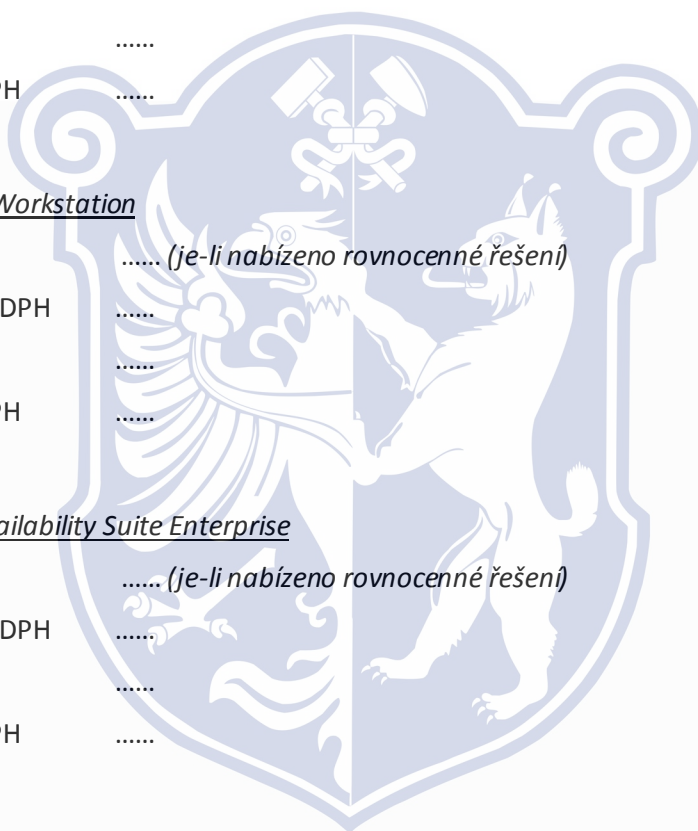 ......
PH ......
Workstation
...... (je-li nabízeno rovnocenné řešení)
DPH ......
......
PH ......
ailability Suite Enterprise
...... (je-li nabízeno rovnocenné řešení)
DPH ......
......
PH ......